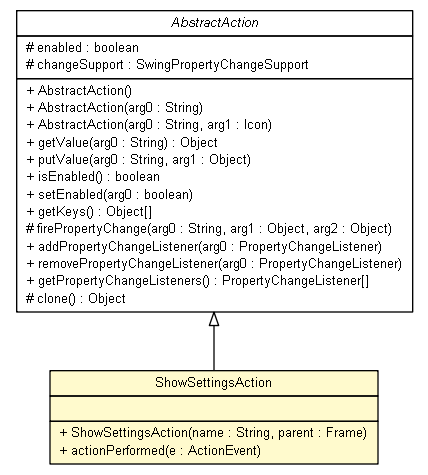 AbstractAction
# enabled : boolean
# changeSupport : SwingPropertyChangeSupport
+ AbstractAction()
+ AbstractAction(arg0 : String)
+ AbstractAction(arg0 : String, arg1 : Icon)
+ getValue(arg0 : String) : Object
+ putValue(arg0 : String, arg1 : Object)
+ isEnabled() : boolean
+ setEnabled(arg0 : boolean)
+ getKeys() : Object[]
# firePropertyChange(arg0 : String, arg1 : Object, arg2 : Object)
+ addPropertyChangeListener(arg0 : PropertyChangeListener)
+ removePropertyChangeListener(arg0 : PropertyChangeListener)
+ getPropertyChangeListeners() : PropertyChangeListener[]
# clone() : Object
ShowSettingsAction
+ ShowSettingsAction(name : String, parent : Frame)
+ actionPerformed(e : ActionEvent)